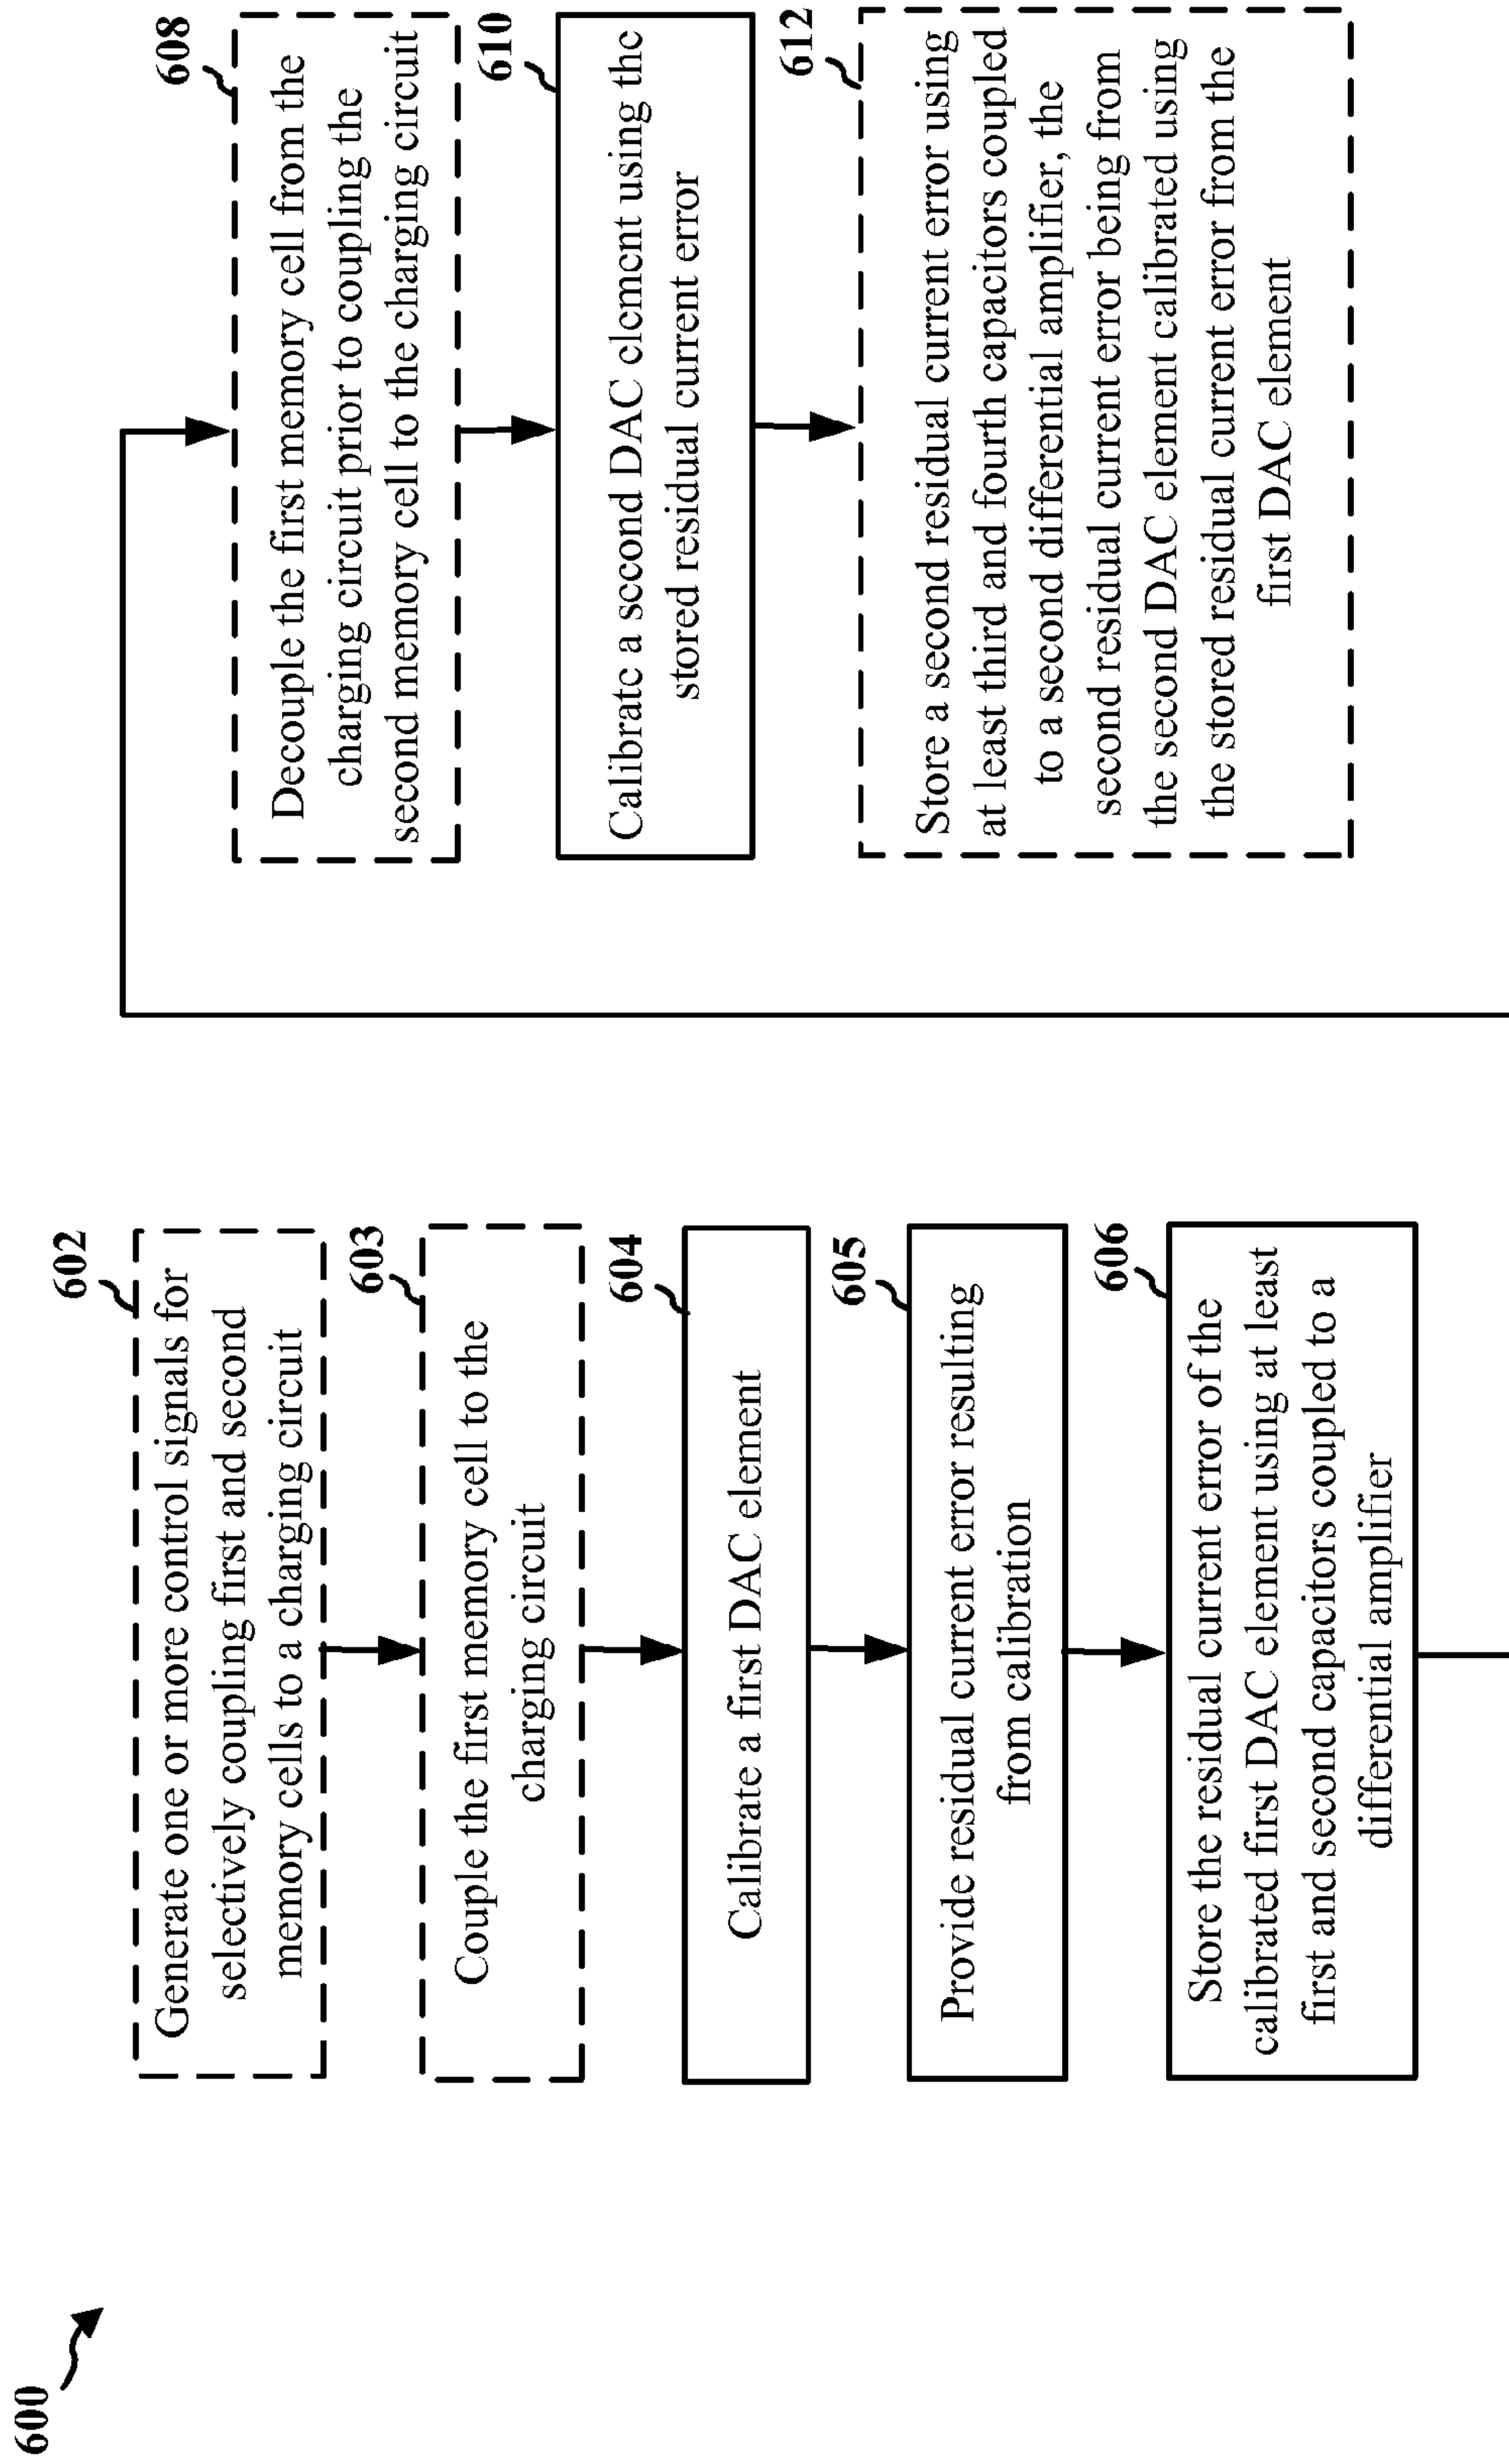 600
602
Generate one or more control signals for
selectively coupling first and second
memory cells to a charging circuit
603
Couple the first memory cell to the
charging circuit
604
Calibrate a first DAC element
605
Provide residual current error resulting
from calibration
606
Store the residual current error of the
calibrated first DAC element using at least
first and second capacitors coupled to a
differential amplifier
608
Decouple the first memory cell from the
charging circuit prior to coupling the
second memory cell to the charging circuit
610
Calibrate a second DAC element using the
stored residual current error
612
Store a second residual current error using
at least third and fourth capacitors coupled
to a second differential amplifier, the
second residual current error being from
the second DAC element calibrated using
the stored residual current error from the
first DAC element